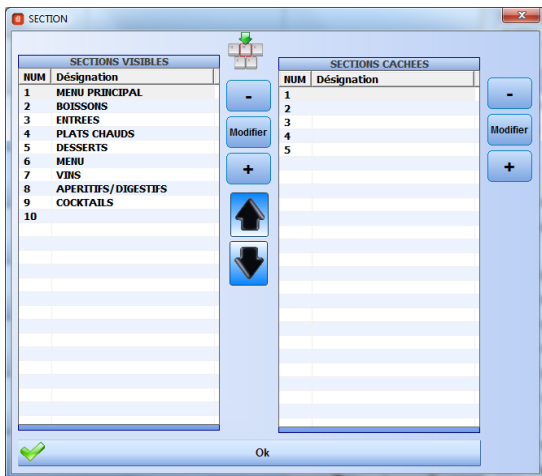 SECTION
SECTIONS VISIBLES
NUM Désignation
1 MENU PRINCIPAL
2 BOISSONS
3 ENTREES
4 PLATS CHAUDS
5 DESSERTS
6 MENU
7 VINS
8 APERITIFS/DIGESTIFS
9 COCKTAILS
10
-
Modifier
+
SECTIONS CACHEES
NUM Désignation
1
2
3
4
5
-
Modifier
+
Ok